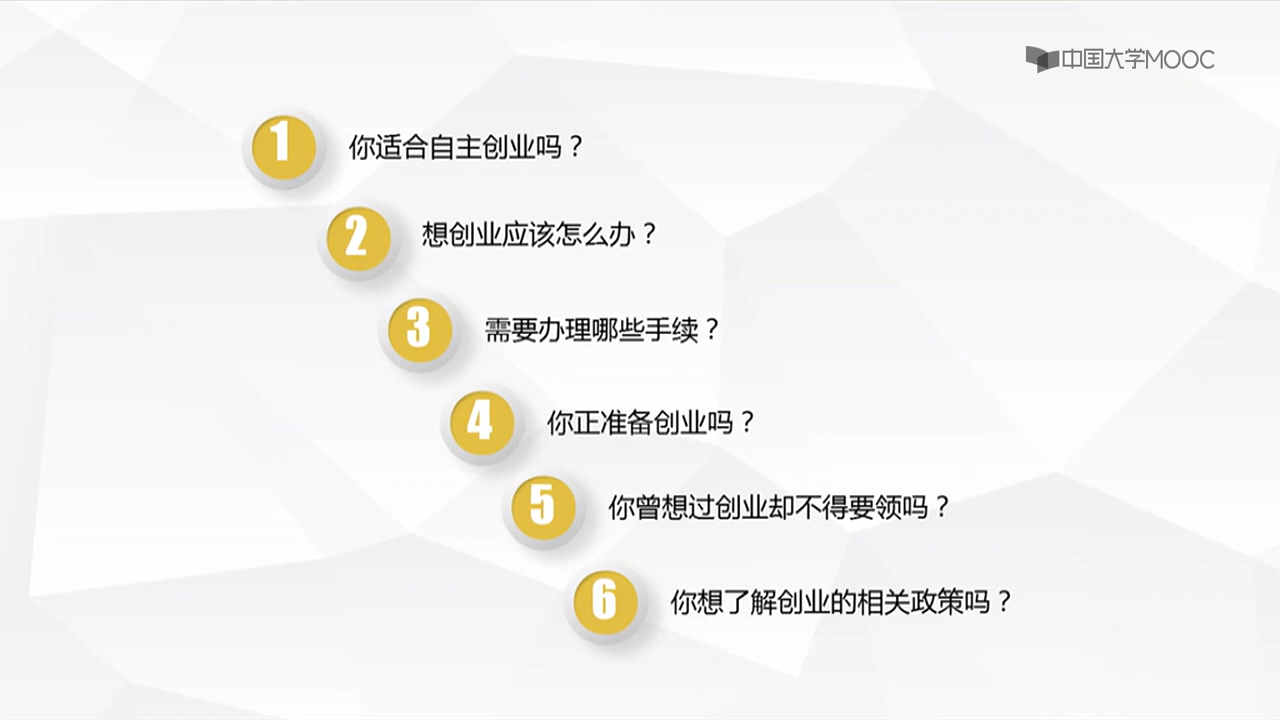 中国大学MOOC
1 你适合自主创业吗？
2 想创业应该怎么办？
3 需要办理哪些手续？
4 你正准备创业吗？
5 你曾想过创业却不得要领吗？
6 你想了解创业的相关政策吗？